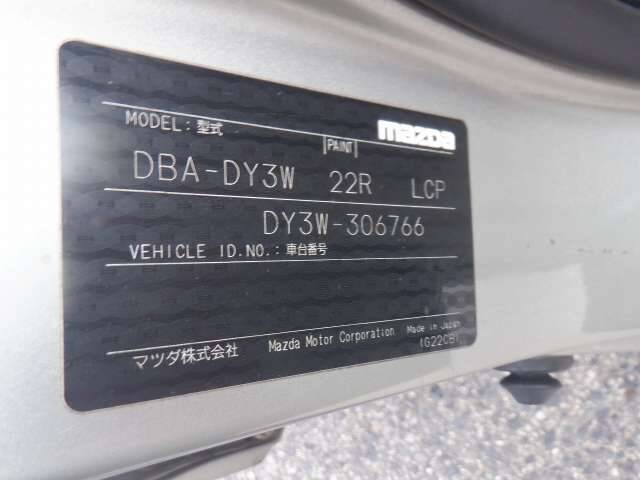 MODEL : 型式 mazda
PAINT
DBA-DY3W 22R LCP
DY3W-306766
VEHICLE ID.NO. : 車台番号
マツダ株式会社 Mazda Motor Corporation Made in Japan
(G22CB)